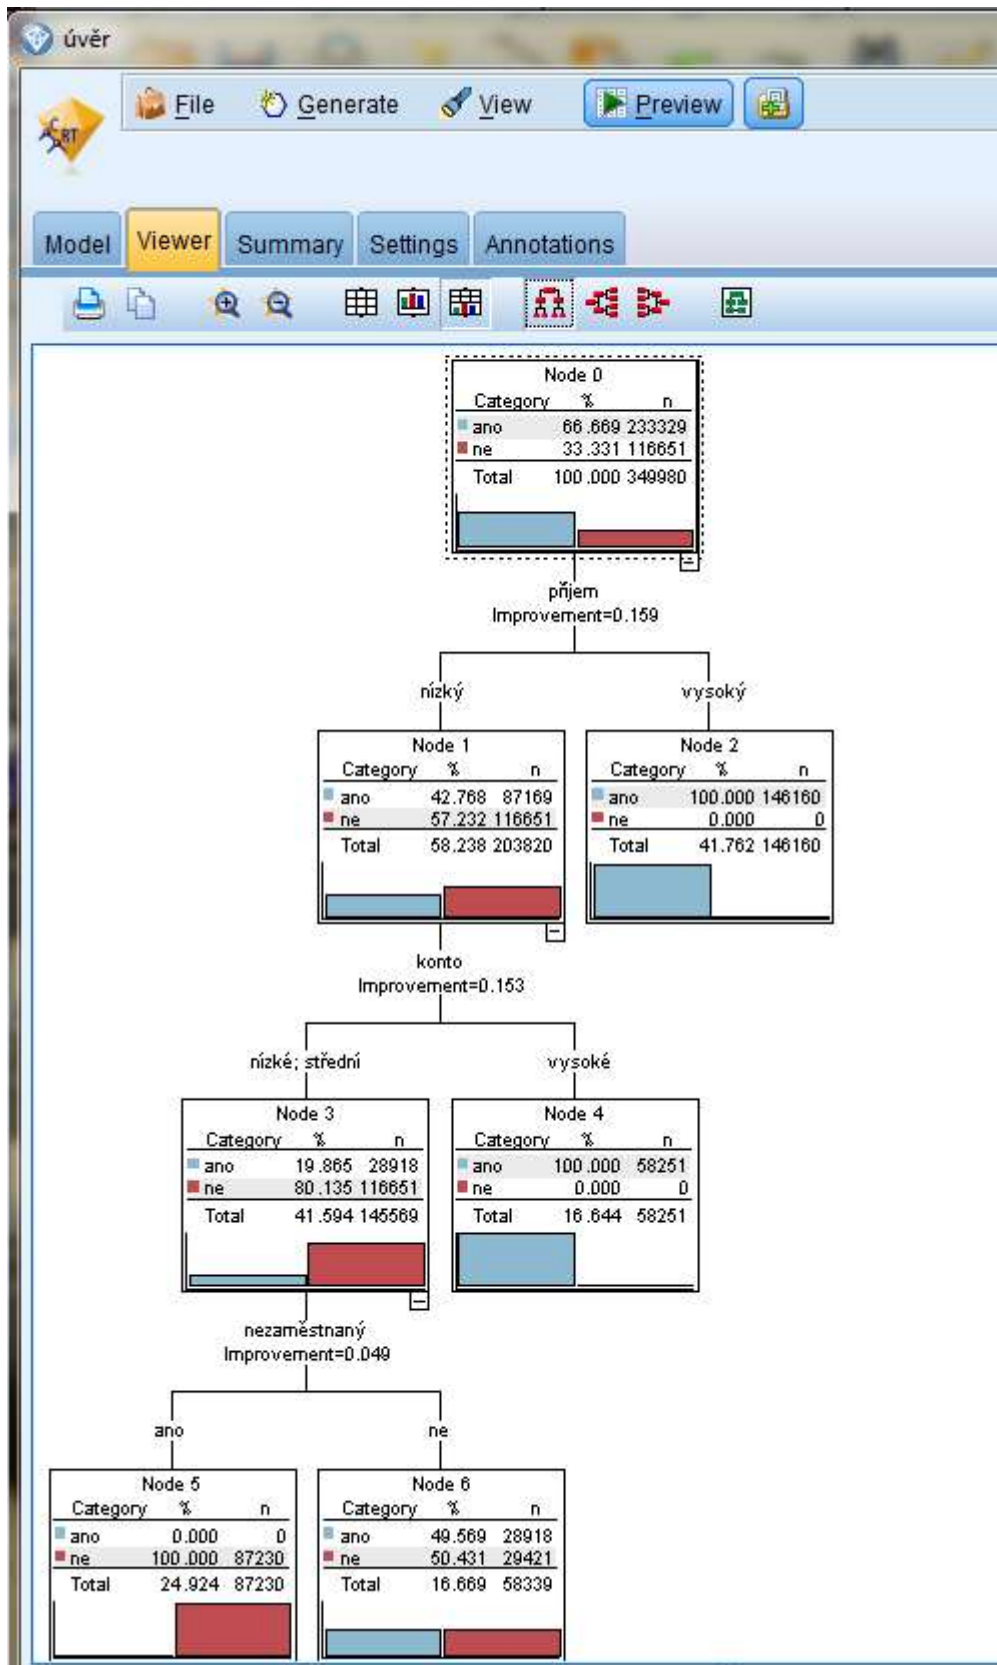 úvěr
CRT
File Generate View Preview
Model Viewer Summary Settings Annotations
Node 0
Category % n
ano 66.669 233329
ne 33.331 116651
Total 100.000 349980
příjem
Improvement=0.159
nízký vysoký
Node 1
Category % n
ano 42.768 87169
ne 57.232 116651
Total 58.238 203820
Node 2
Category % n
ano 100.000 146160
ne 0.000 0
Total 41.762 146160
konto
Improvement=0.153
nízké; střední vysoké
Node 3
Category % n
ano 19.865 28918
ne 80.135 116651
Total 41.594 145569
Node 4
Category % n
ano 100.000 58251
ne 0.000 0
Total 16.644 58251
nezaměstnaný
Improvement=0.049
ano ne
Node 5
Category % n
ano 0.000 0
ne 100.000 87230
Total 24.924 87230
Node 6
Category % n
ano 49.569 28918
ne 50.431 29421
Total 16.669 58339